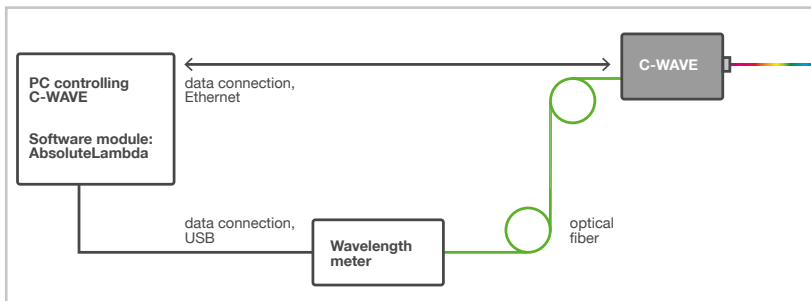 PC controlling
C-WAVE
Software module:
AbsoluteLambda
data connection,
Ethernet
C-WAVE
data connection,
USB
Wavelength
meter
optical
fiber